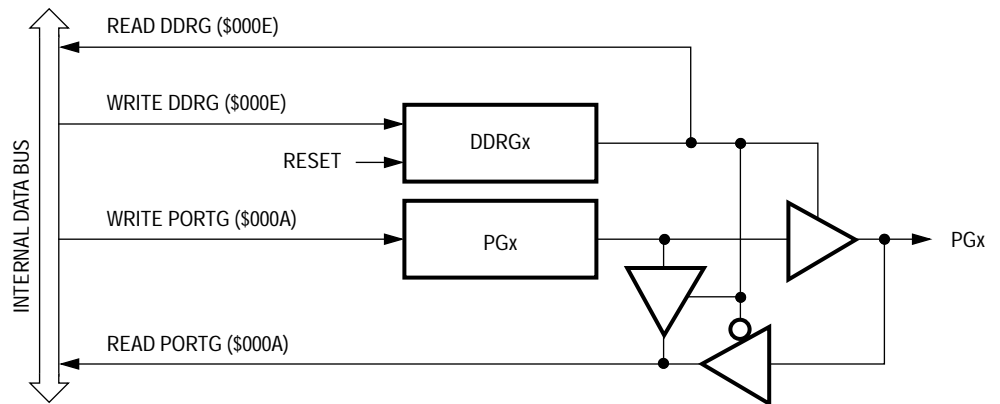 READ DDRG ($000E)
WRITE DDRG ($000E)
DDRGx
RESET
INTERNAL DATA BUS
WRITE PORTG ($000A)
PGx
PGx
READ PORTG ($000A)